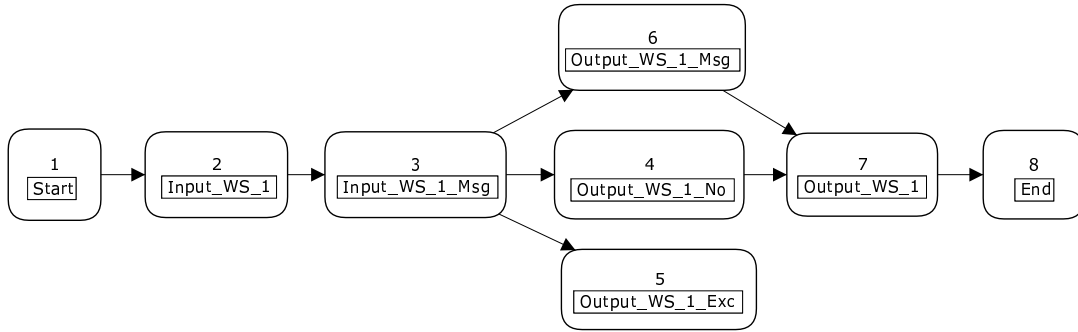 1
Start
2
Input_WS_1
3
Input_WS_1_Msg
6
Output_WS_1_Msg
4
Output_WS_1_No
5
Output_WS_1_Exc
7
Output_WS_1
8
End